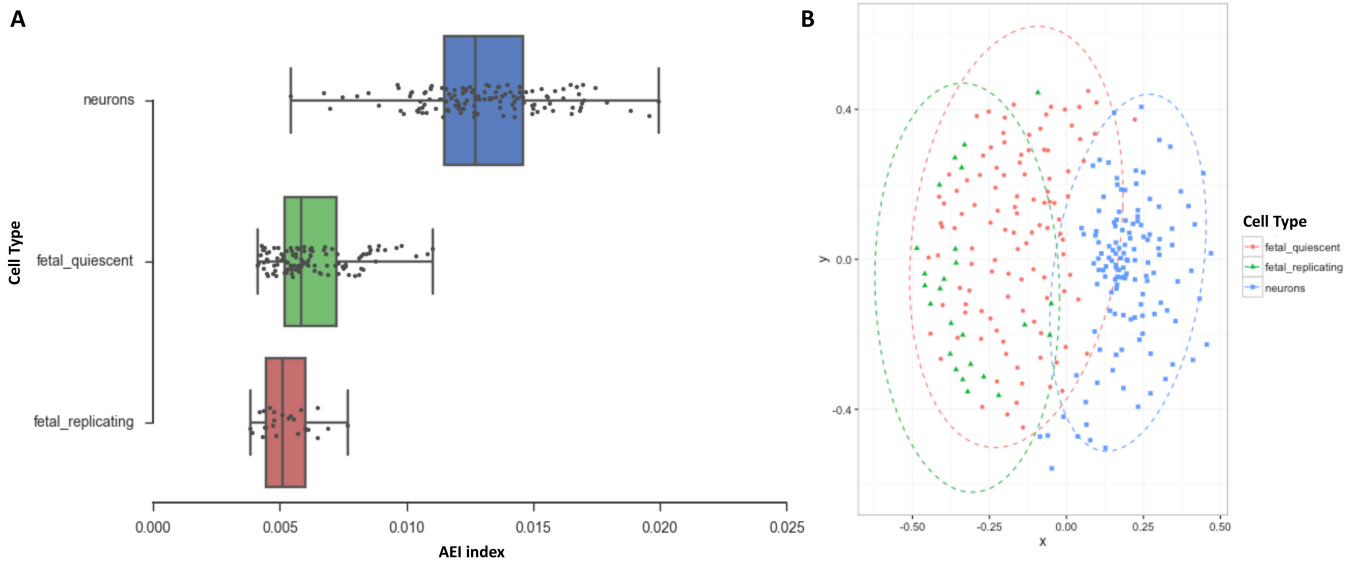 A
neurons
fetal_quiescent
fetal_replicating
Cell Type
0.000
0.005
0.010
0.015
0.020
0.025
AEI index
B
0.4
0.0
-0.4
y
-0.50
-0.25
0.00
0.25
0.50
x
Cell Type
fetal_quiescent
fetal_replicating
neurons